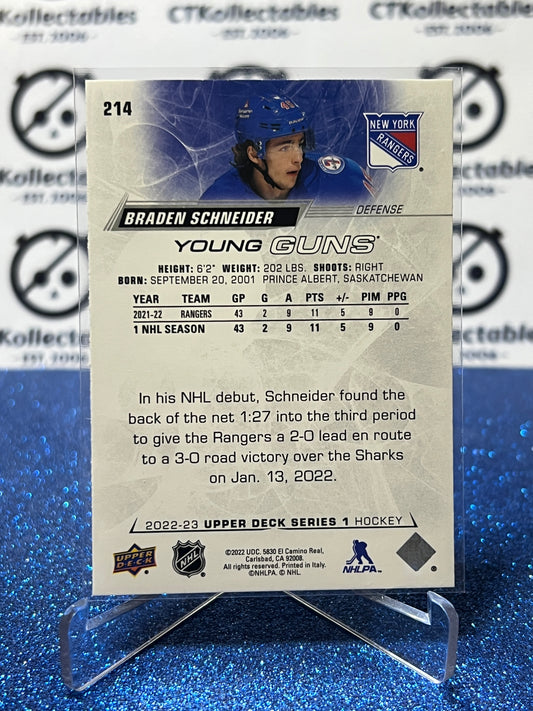 CTKollectables
EST. 2006
CTKollectables
EST. 2006
214
NEW YORK
RANGERS
BRADEN SCHNEIDER
DEFENSE
YOUNG GUNS
HEIGHT: 6'2" WEIGHT: 202 LBS. SHOOTS: RIGHT
BORN: SEPTEMBER 20, 2001 PRINCE ALBERT, SASKATCHEWAN
YEAR TEAM GP G A PTS +/- PIM PPG
2021-22 RANGERS 43 2 9 11 5 9 0
1 NHL SEASON 43 2 9 11 5 9 0
In his NHL debut, Schneider found the
back of the net 1:27 into the third period
to give the Rangers a 2-0 lead en route
to a 3-0 road victory over the Sharks
on Jan. 13, 2022.
2022-23 UPPER DECK SERIES 1 HOCKEY
UPPER
DECK
NHL
©2022 UDC. 5830 El Camino Real,
Carlsbad, CA 92008.
All rights reserved. Printed in Italy.
©NHLPA. © NHL.
NHLPA